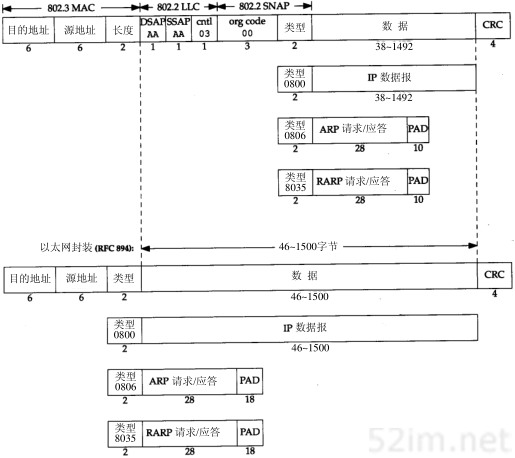 802.3 MAC 802.2 LLC 802.2 SNAP
目的地址 源地址 长度 DSAP AA SSAP AA cntl 03 org code 00 类型 数 据 CRC
6 6 2 1 1 1 3 2 38~1492 4
类型 0800 IP 数据报
2 38~1492
类型 0806 ARP 请求/应答 PAD
2 28 10
类型 8035 RARP 请求/应答 PAD
2 28 10
以太网封装 (RFC 894): 46~1500字节
目的地址 源地址 类型 数 据 CRC
6 6 2 46~1500 4
类型 0800 IP 数据报
2 46~1500
类型 0806 ARP 请求/应答 PAD
2 28 18
类型 8035 RARP 请求/应答 PAD
2 28 18
52im.net